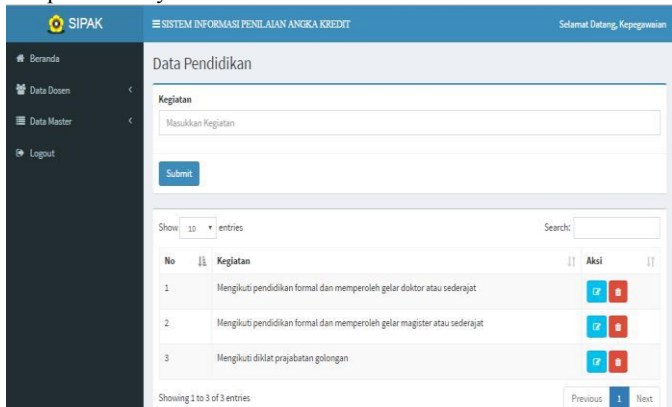 SIPAK
SISTEM INFORMASI PENILAIAN ANGKA KREDIT
Selamat Datang, Kepegawaian
Beranda
Data Dosen
Data Master
Logout
Data Pendidikan
Kegiatan
Masukkan Kegiatan
Submit
Show 10 entries
Search:
No Kegiatan Aksi
1 Mengikuti pendidikan formal dan memperoleh gelar doktor atau sederajat
2 Mengikuti pendidikan formal dan memperoleh gelar magister atau sederajat
3 Mengikuti diklat prajabatan golongan
Showing 1 to 3 of 3 entries
Previous 1 Next